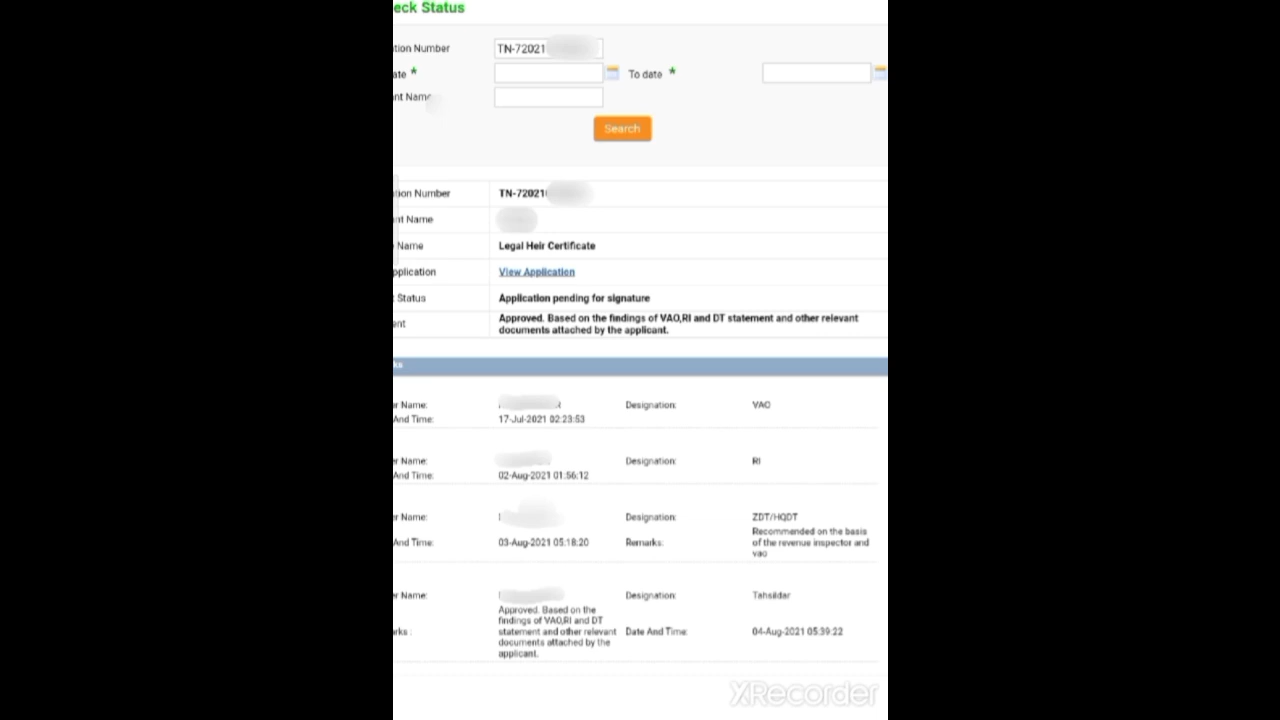 eck Status
tion Number TN-72021
ate * To date *
nt Name
Search
tion Number TN-72021
nt Name
Name Legal Heir Certificate
pplication View Application
t Status Application pending for signature
ent Approved. Based on the findings of VAO,RI and DT statement and other relevant
documents attached by the applicant.
ks
r Name: Designation: VAO
And Time: 17-Jul-2021 02:23:53
r Name: Designation: RI
And Time: 02-Aug-2021 01:56:12
r Name: Designation: ZDT/HQDT
And Time: 03-Aug-2021 05:18:20 Remarks: Recommended on the basis
of the revenue inspector and
vao
r Name: Designation: Tahsildar
arks : Approved. Based on the
findings of VAO,RI and DT
statement and other relevant Date And Time: 04-Aug-2021 05:39:22
documents attached by the
applicant.
XRecorder